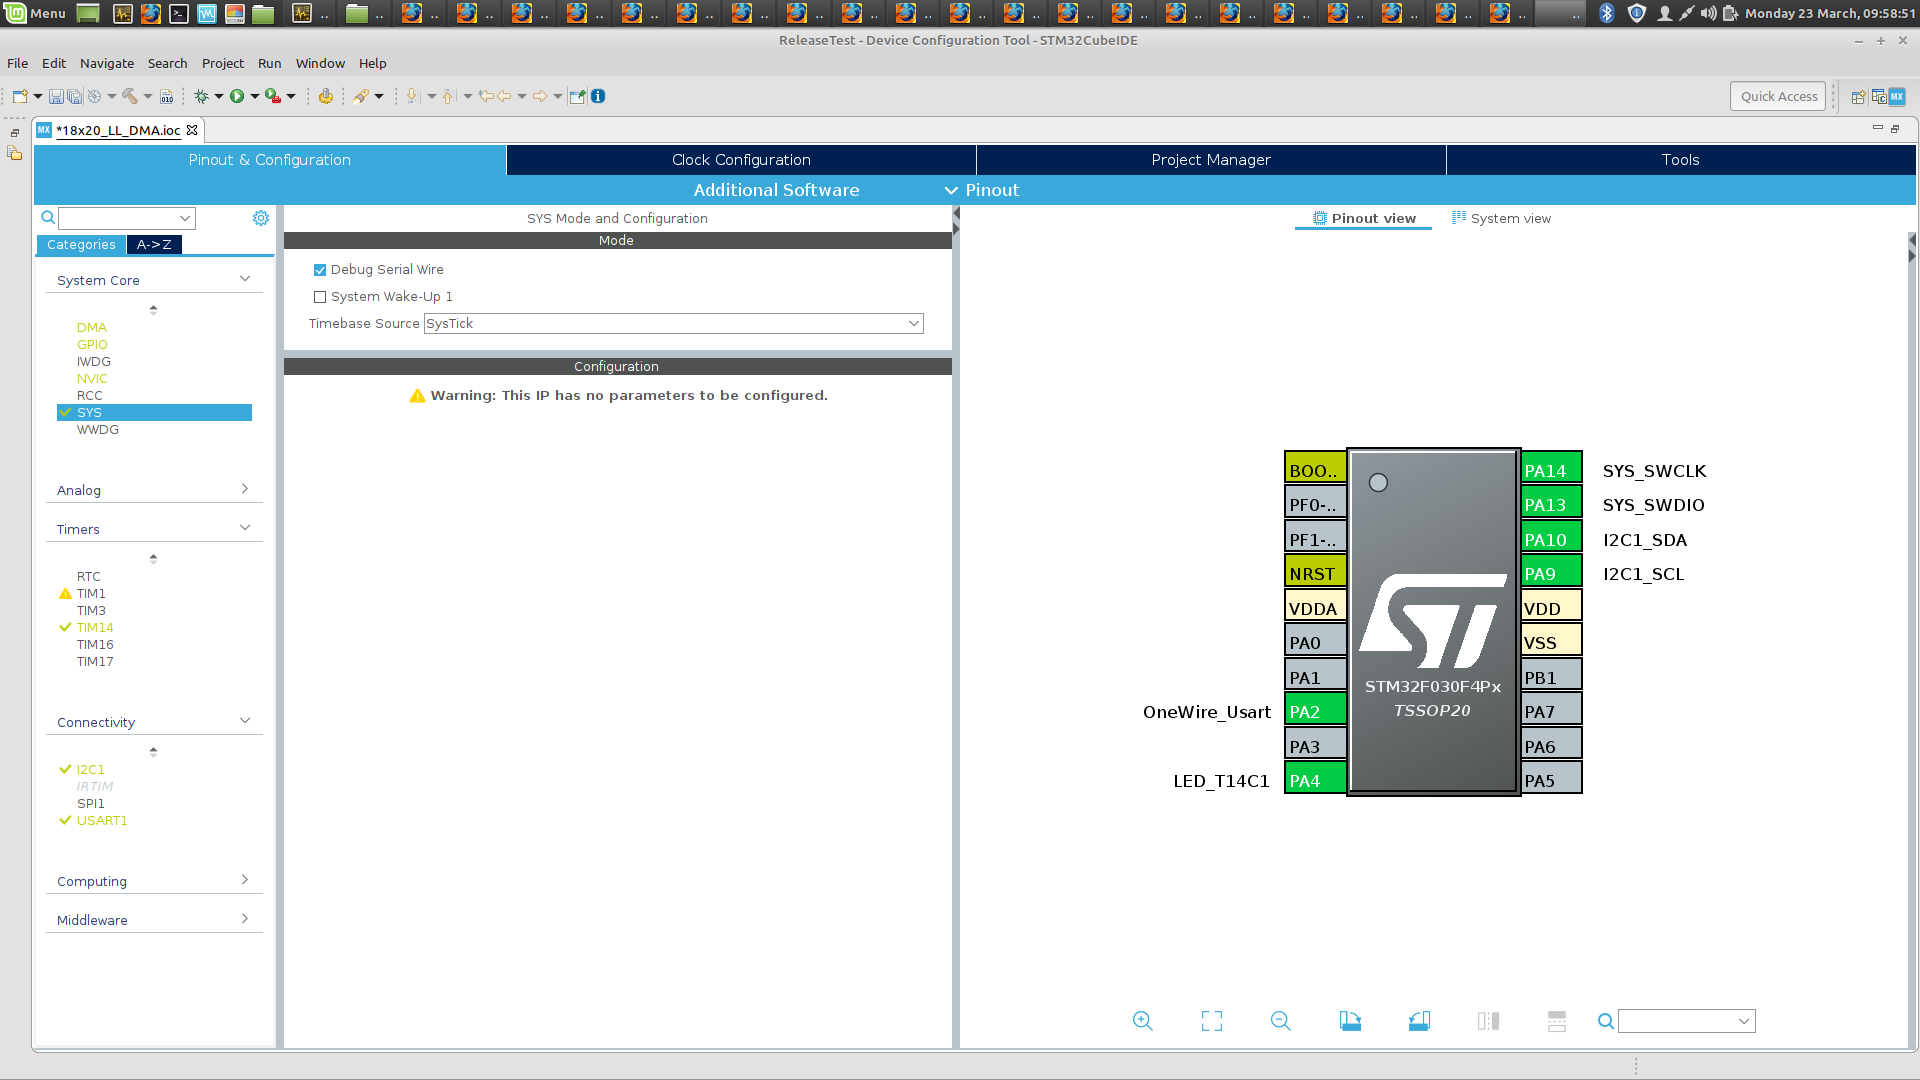 Menu
Monday 23 March, 09:58:51
ReleaseTest - Device Configuration Tool - STM32CubeIDE
File Edit Navigate Search Project Run Window Help
Quick Access
MX
MX *18x20_LL_DMA.ioc
Pinout & Configuration
Clock Configuration
Project Manager
Tools
Additional Software
Pinout
SYS Mode and Configuration
Pinout view
System view
Categories
A->Z
Mode
System Core
Debug Serial Wire
System Wake-Up 1
Timebase Source SysTick
DMA
GPIO
IWDG
NVIC
RCC
SYS
WWDG
Configuration
Warning: This IP has no parameters to be configured.
Analog
Timers
RTC
TIM1
TIM3
TIM14
TIM16
TIM17
Connectivity
I2C1
IRTIM
SPI1
USART1
Computing
Middleware
BOO..
PF0-..
PF1-..
NRST
VDDA
PA0
PA1
OneWire_Usart PA2
PA3
LED_T14C1 PA4
STM32F030F4Px
TSSOP20
PA14 SYS_SWCLK
PA13 SYS_SWDIO
PA10 I2C1_SDA
PA9 I2C1_SCL
VDD
VSS
PB1
PA7
PA6
PA5